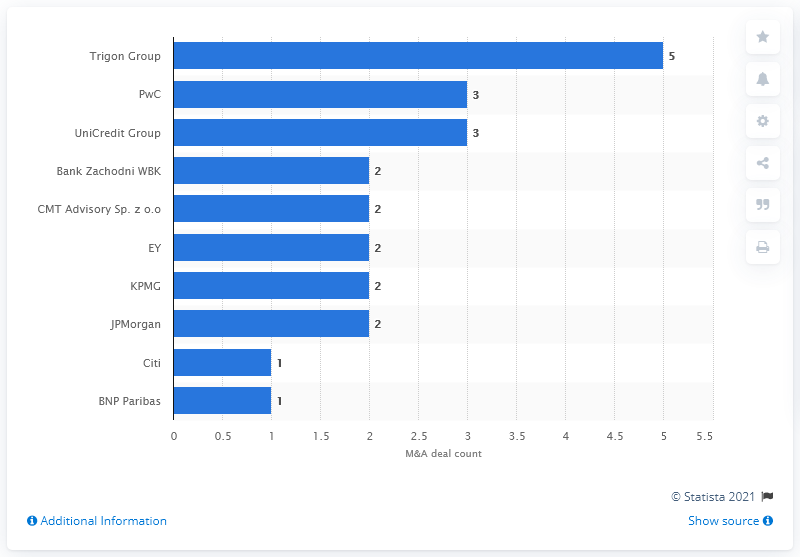 Trigon Group 5
PwC 3
UniCredit Group 3
Bank Zachodni WBK 2
CMT Advisory Sp. z o.o 2
EY 2
KPMG 2
JPMorgan 2
Citi 1
BNP Paribas 1
0 0.5 1 1.5 2 2.5 3 3.5 4 4.5 5 5.5
M&A deal count
© Statista 2021
Additional Information
Show source